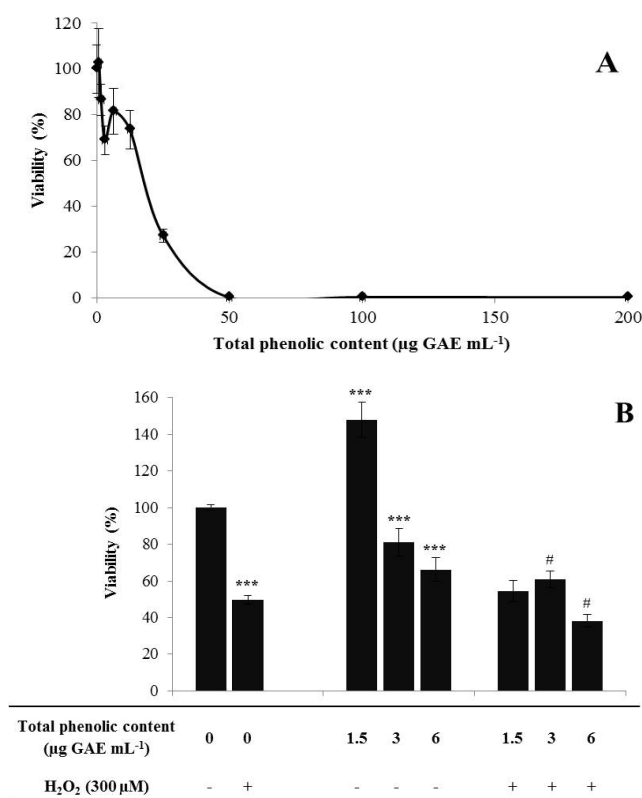 A
Viability (%)
120
100
80
60
40
20
0
0 50 100 150 200
Total phenolic content (µg GAE mL⁻¹)
B
Viability (%)
160
140
120
100
80
60
40
20
0
***
***
***
***
#
#
Total phenolic content
(µg GAE mL⁻¹)
0 0 1.5 3 6 1.5 3 6
H₂O₂ (300 µM) - + - - - + + +